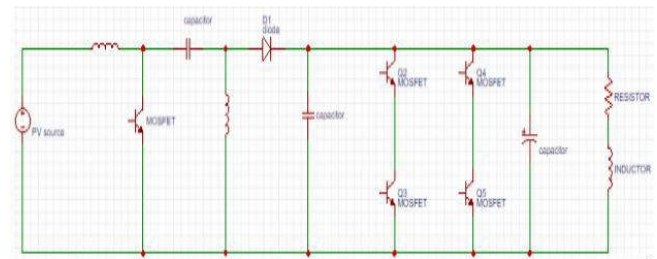 capacitor
D1
diode
Q2
MOSFET
Q4
MOSFET
RESISTOR
PV source
MOSFET
capacitor
capacitor
INDUCTOR
Q3
MOSFET
Q5
MOSFET